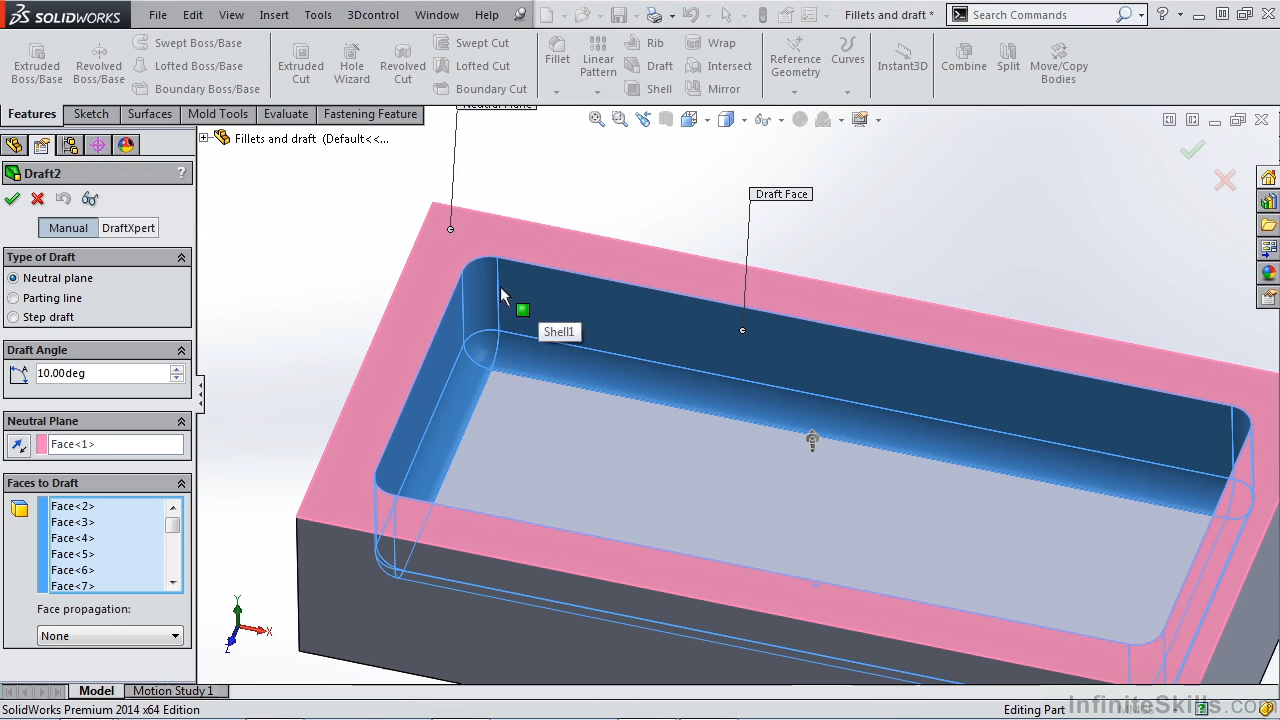 SOLIDWORKS
File Edit View Insert Tools 3Dcontrol Window Help
Fillets and draft *
Search Commands
Extruded Boss/Base
Revolved Boss/Base
Swept Boss/Base
Lofted Boss/Base
Boundary Boss/Base
Extruded Cut
Hole Wizard
Revolved Cut
Swept Cut
Lofted Cut
Boundary Cut
Fillet
Linear Pattern
Rib
Draft
Shell
Wrap
Intersect
Mirror
Reference Geometry
Curves
Instant3D
Combine
Split
Move/Copy Bodies
Features Sketch Surfaces Mold Tools Evaluate Fastening Feature
Neutral Plane
Fillets and draft (Default<<...
Draft2 ?
Manual DraftXpert
Type of Draft
Neutral plane
Parting line
Step draft
Draft Angle
10.00deg
Neutral Plane
Face<1>
Faces to Draft
Face<2>
Face<3>
Face<4>
Face<5>
Face<6>
Face<7>
Face propagation:
None
Draft Face
Shell1
Y
X
Z
Model Motion Study 1
SolidWorks Premium 2014 x64 Edition
Editing Part
InfiniteSkills.com